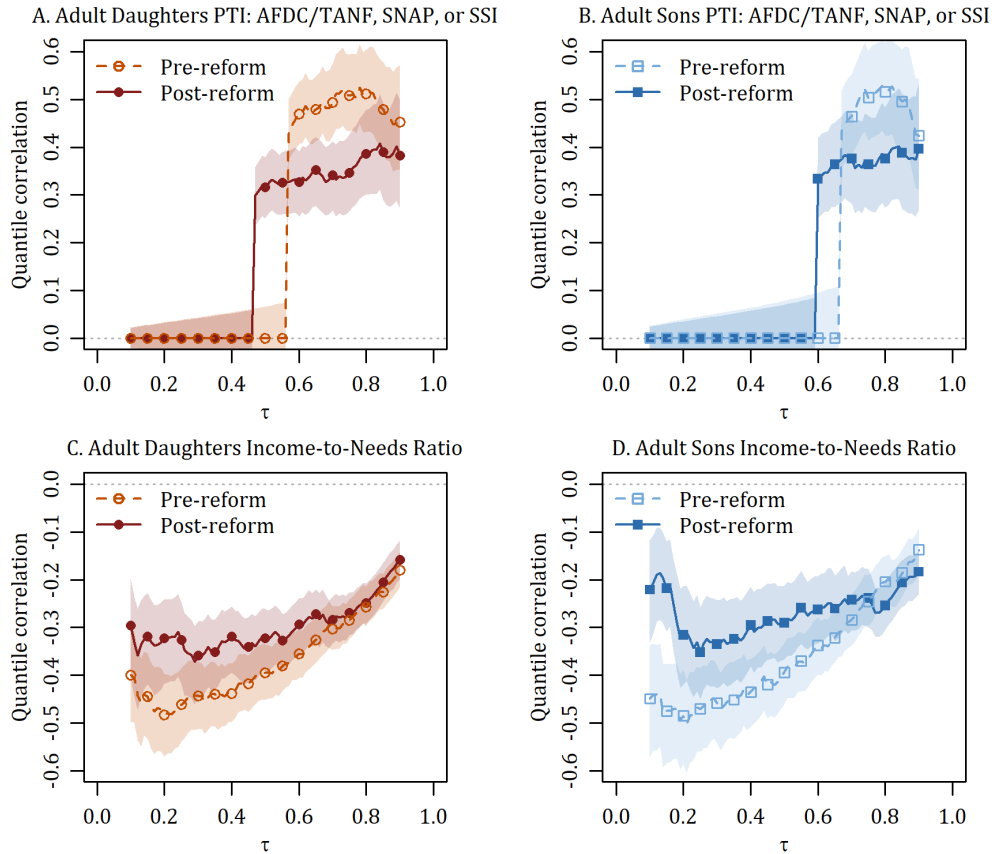 A. Adult Daughters PTI: AFDC/TANF, SNAP, or SSI
Quantile correlation
0.6
0.5
0.4
0.3
0.2
0.1
0.0
Pre-reform
Post-reform
0.0 0.2 0.4 0.6 0.8 1.0
τ
B. Adult Sons PTI: AFDC/TANF, SNAP, or SSI
Quantile correlation
0.6
0.5
0.4
0.3
0.2
0.1
0.0
Pre-reform
Post-reform
0.0 0.2 0.4 0.6 0.8 1.0
τ
C. Adult Daughters Income-to-Needs Ratio
Quantile correlation
0.0
-0.1
-0.2
-0.3
-0.4
-0.5
-0.6
Pre-reform
Post-reform
0.0 0.2 0.4 0.6 0.8 1.0
τ
D. Adult Sons Income-to-Needs Ratio
Quantile correlation
0.0
-0.1
-0.2
-0.3
-0.4
-0.5
-0.6
Pre-reform
Post-reform
0.0 0.2 0.4 0.6 0.8 1.0
τ